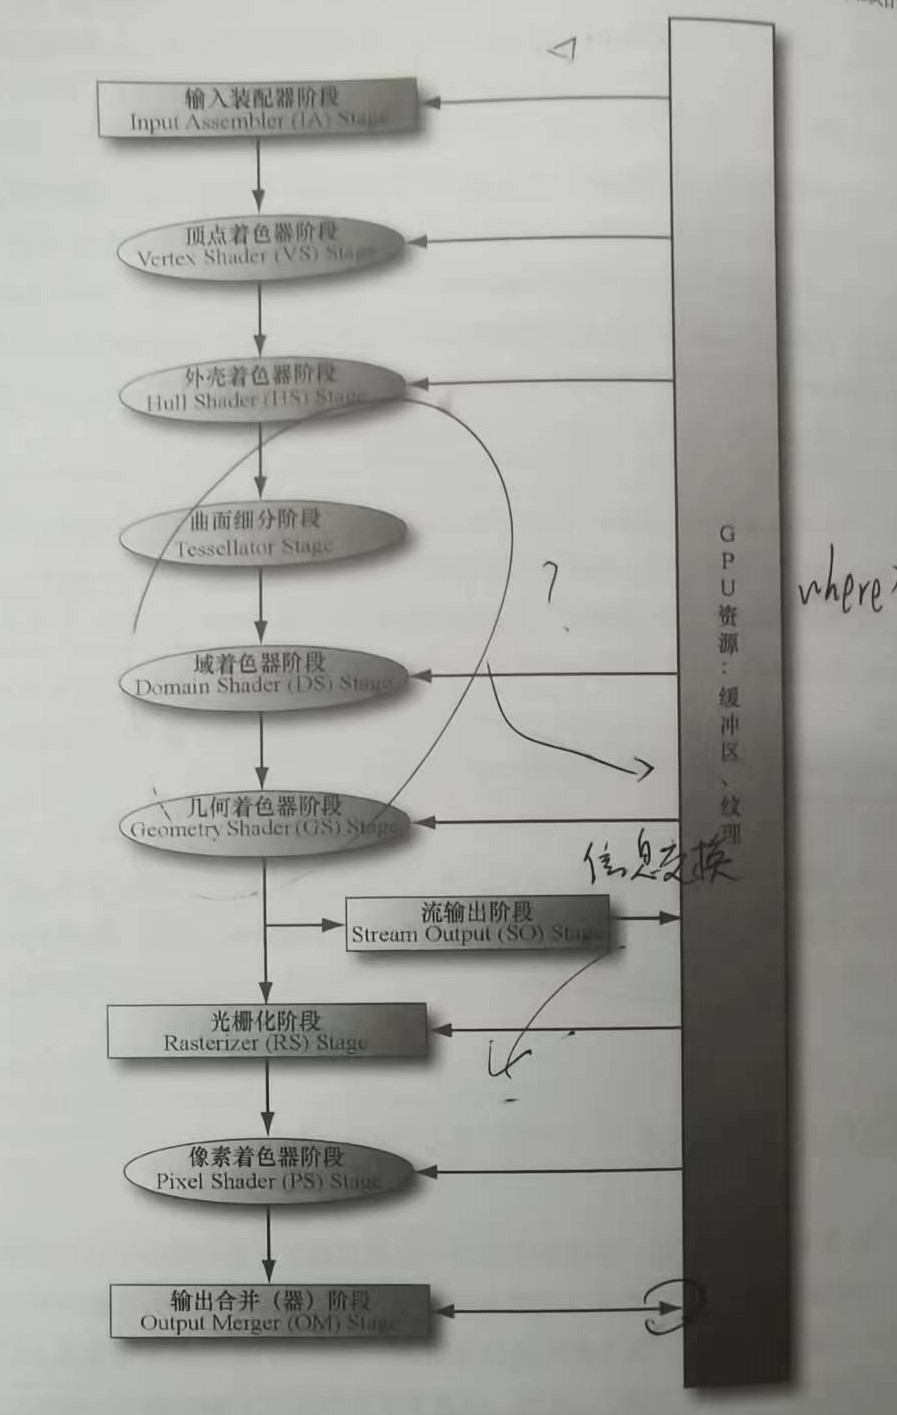 输入装配器阶段
Input Assembler (IA) Stage
顶点着色器阶段
Vertex Shader (VS) Stage
外壳着色器阶段
Hull Shader (HS) Stage
曲面细分阶段
Tessellator Stage
域着色器阶段
Domain Shader (DS) Stage
几何着色器阶段
Geometry Shader (GS) Stage
流输出阶段
Stream Output (SO) Stage
光栅化阶段
Rasterizer (RS) Stage
像素着色器阶段
Pixel Shader (PS) Stage
输出合并（器）阶段
Output Merger (OM) Stage
GPU资源：缓冲区、纹理
?
信息交换
where?